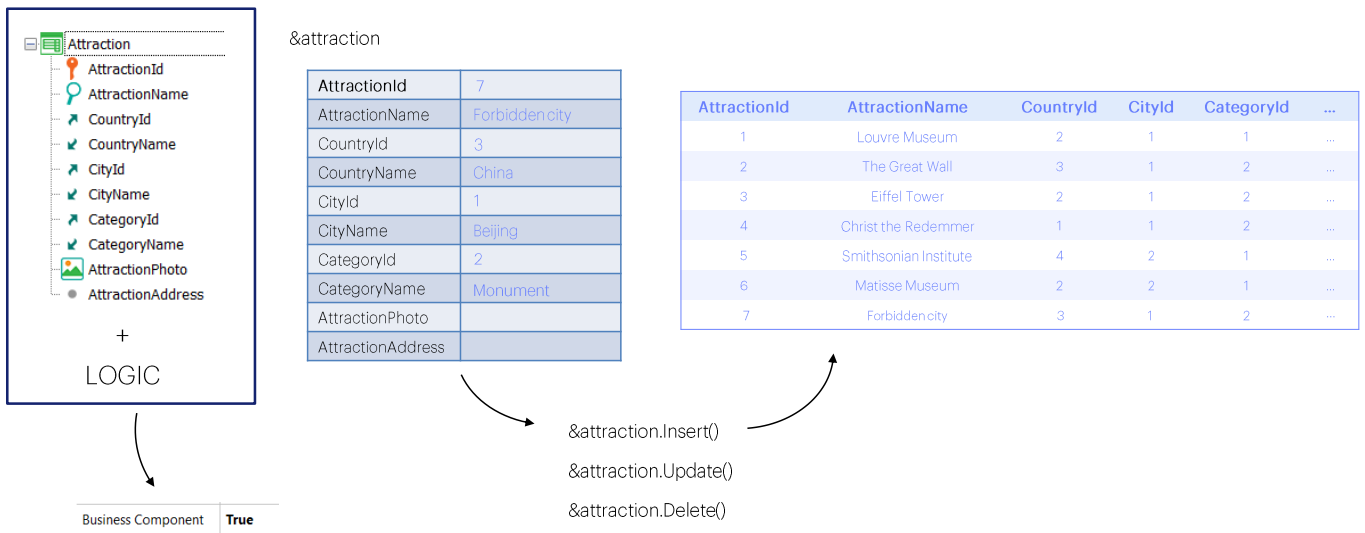 Attraction
AttractionId
AttractionName
CountryId
CountryName
CityId
CityName
CategoryId
CategoryName
AttractionPhoto
AttractionAddress
+
LOGIC
Business Component True
&attraction
AttractionId 7
AttractionName Forbidden city
CountryId 3
CountryName China
CityId 1
CityName Beijing
CategoryId 2
CategoryName Monument
AttractionPhoto
AttractionAddress
&attraction.Insert()
&attraction.Update()
&attraction.Delete()
AttractionId AttractionName CountryId CityId CategoryId ...
1 Louvre Museum 2 1 1 ...
2 The Great Wall 3 1 2 ...
3 Eiffel Tower 2 1 2 ...
4 Christ the Redemmer 1 1 2 ...
5 Smithsonian Institute 4 2 1 ...
6 Matisse Museum 2 2 1 ...
7 Forbidden city 3 1 2 ...